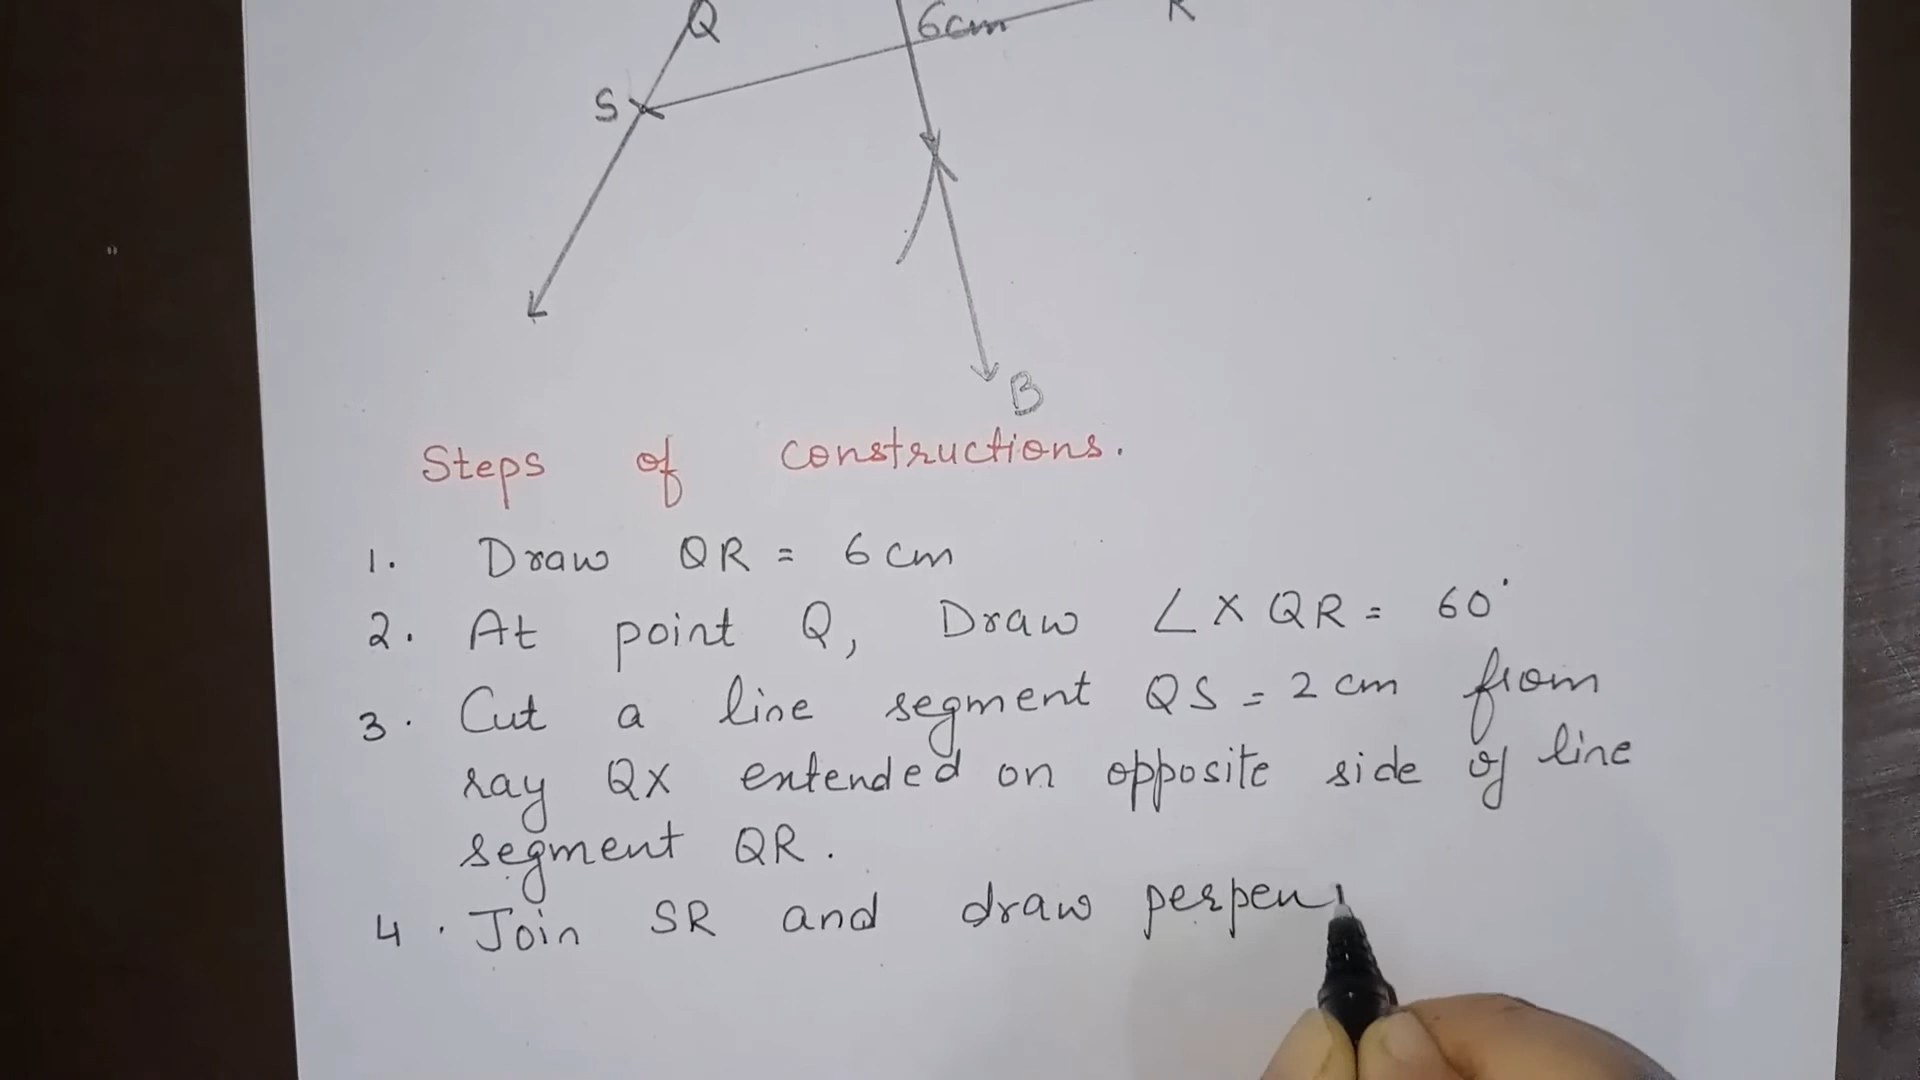 Q
6cm
R
S
B
Steps of constructions.
1. Draw QR = 6 cm
2. At point Q, Draw ∠XQR = 60°
3. Cut a line segment QS = 2 cm from
ray QX extended on opposite side of line
segment QR.
4. Join SR and draw perpen